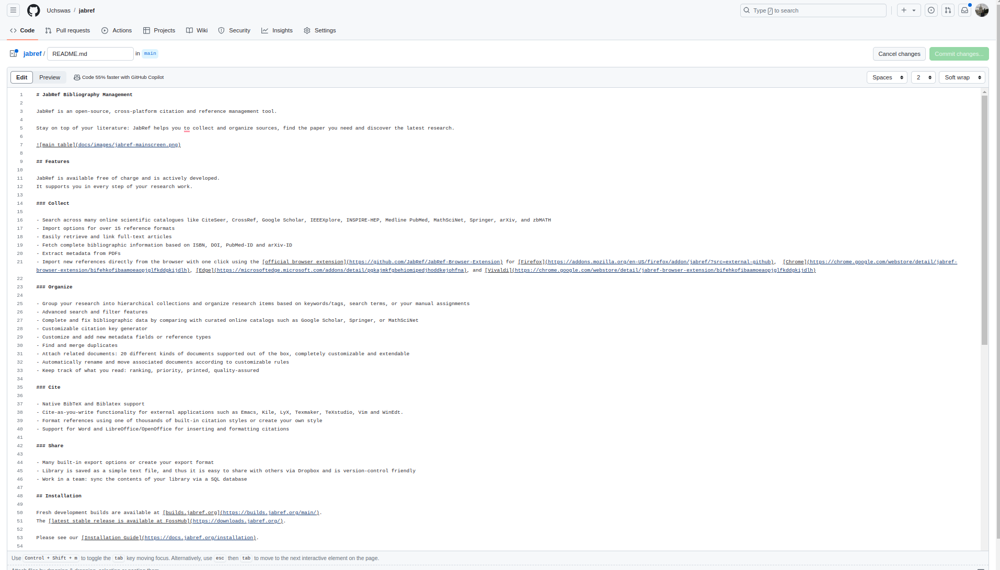 Uchswas / jabref
Type / to search
Code Pull requests Actions Projects Wiki Security Insights Settings
jabref / README.md in main
Cancel changes Commit changes...
Edit Preview Code 55% faster with GitHub Copilot Spaces 2 Soft wrap
1 # JabRef Bibliography Management
2
3 JabRef is an open-source, cross-platform citation and reference management tool.
4
5 Stay on top of your literature: JabRef helps you to collect and organize sources, find the paper you need and discover the latest research.
6
7 ![main table](docs/images/jabref-mainscreen.png)
8
9 ## Features
10
11 JabRef is available free of charge and is actively developed.
12 It supports you in every step of your research work.
13
14 ### Collect
15
16 - Search across many online scientific catalogues like CiteSeer, CrossRef, Google Scholar, IEEEXplore, INSPIRE-HEP, Medline PubMed, MathSciNet, Springer, arXiv, and zbMATH
17 - Import options for over 15 reference formats
18 - Easily retrieve and link full-text articles
19 - Fetch complete bibliographic information based on ISBN, DOI, PubMed-ID and arXiv-ID
20 - Extract metadata from PDFs
21 - Import new references directly from the browser with one click using the [official browser extension](https://github.com/JabRef/JabRef-Browser-Extension) for [Firefox](https://addons.mozilla.org/en-US/firefox/addon/jabref/?src=external-github),  [Chrome](https://chrome.google.com/webstore/detail/jabref-
browser-extension/bifehkofibaamoeaopjglfkddgkijdlh), [Edge](https://microsoftedge.microsoft.com/addons/detail/pgkajmkfgbehiomipedjhoddkejohfna), and [Vivaldi](https://chrome.google.com/webstore/detail/jabref-browser-extension/bifehkofibaamoeaopjglfkddgkijdlh)
22
23 ### Organize
24
25 - Group your research into hierarchical collections and organize research items based on keywords/tags, search terms, or your manual assignments
26 - Advanced search and filter features
27 - Complete and fix bibliographic data by comparing with curated online catalogs such as Google Scholar, Springer, or MathSciNet
28 - Customizable citation key generator
29 - Customize and add new metadata fields or reference types
30 - Find and merge duplicates
31 - Attach related documents: 20 different kinds of documents supported out of the box, completely customizable and extendable
32 - Automatically rename and move associated documents according to customizable rules
33 - Keep track of what you read: ranking, priority, printed, quality-assured
34
35 ### Cite
36
37 - Native BibTeX and Biblatex support
38 - Cite-as-you-write functionality for external applications such as Emacs, Kile, LyX, Texmaker, TeXstudio, Vim and WinEdt.
39 - Format references using one of thousands of built-in citation styles or create your own style
40 - Support for Word and LibreOffice/OpenOffice for inserting and formatting citations
41
42 ### Share
43
44 - Many built-in export options or create your export format
45 - Library is saved as a simple text file, and thus it is easy to share with others via Dropbox and is version-control friendly
46 - Work in a team: sync the contents of your library via a SQL database
47
48 ## Installation
49
50 Fresh development builds are available at [builds.jabref.org](https://builds.jabref.org/main/).
51 The [latest stable release is available at FossHub](https://downloads.jabref.org/).
52
53 Please see our [Installation Guide](https://docs.jabref.org/installation).
54
Use Control + Shift + m to toggle the tab key moving focus. Alternatively, use esc then tab to move to the next interactive element on the page.
Attach files by dragging & dropping, selecting or pasting them.